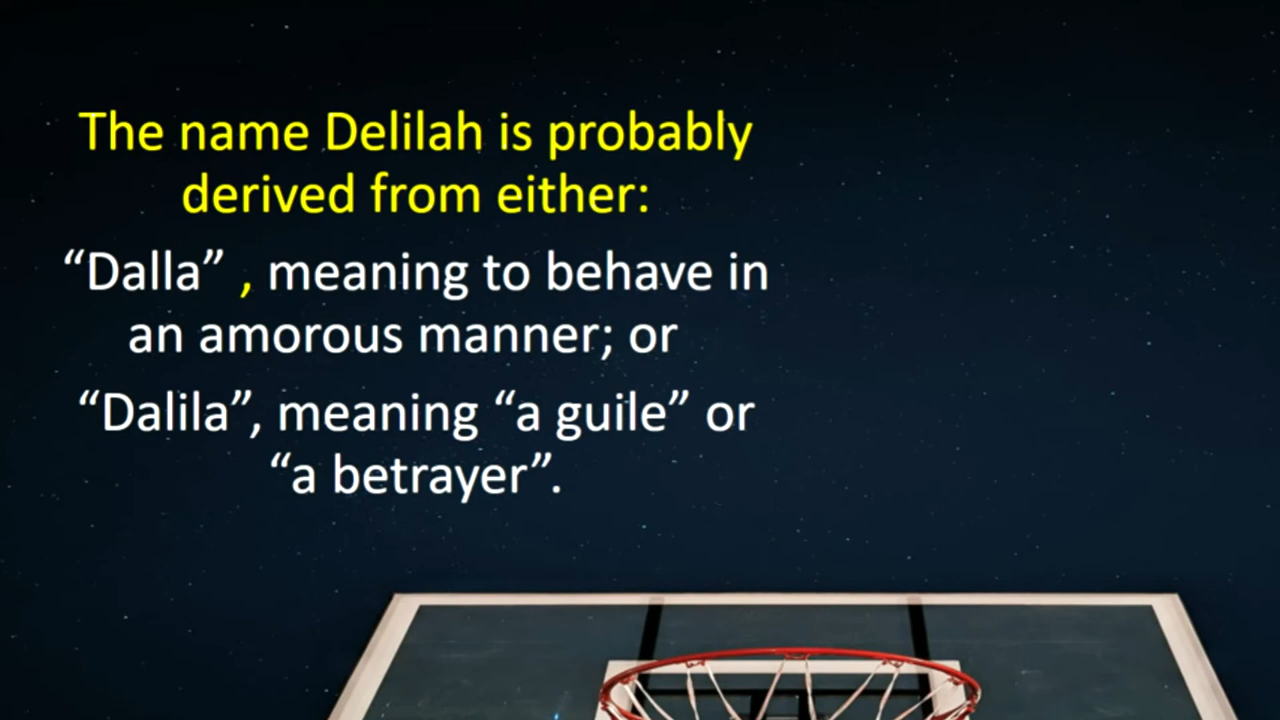 The name Delilah is probably
derived from either:
“Dalla” , meaning to behave in
an amorous manner; or
“Dalila”, meaning “a guile” or
“a betrayer”.